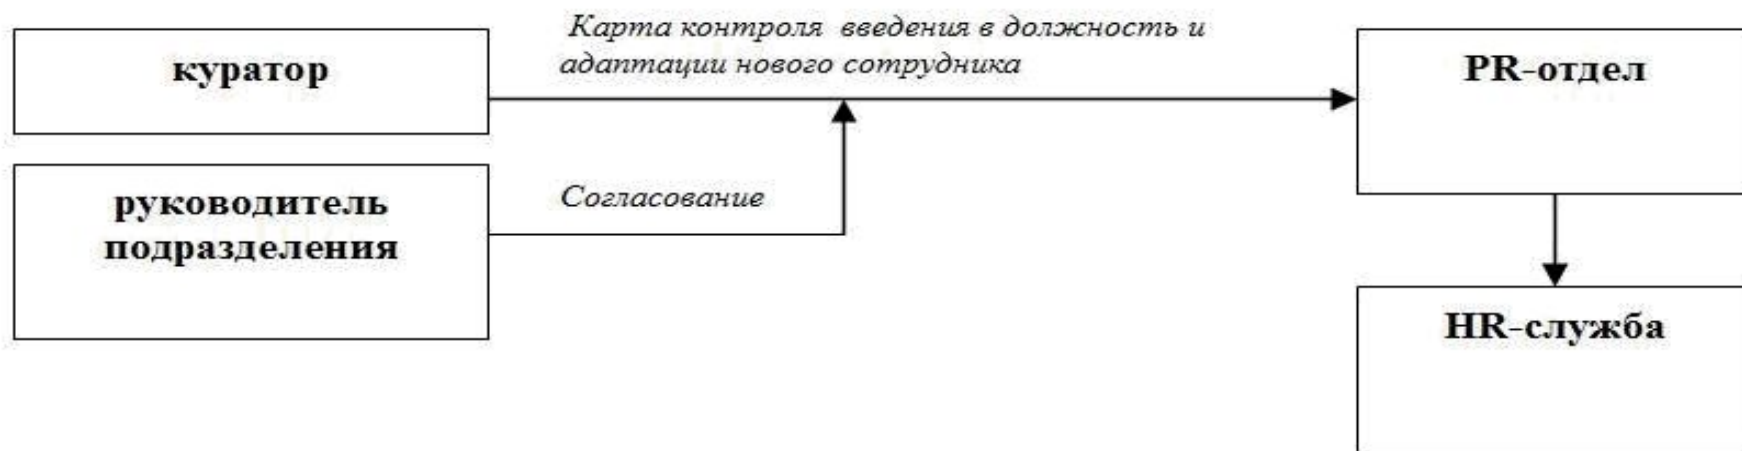 Карта контроля введения в должность и
адаптации нового сотрудника
куратор
PR-отдел
руководитель
подразделения
Согласование
HR-служба